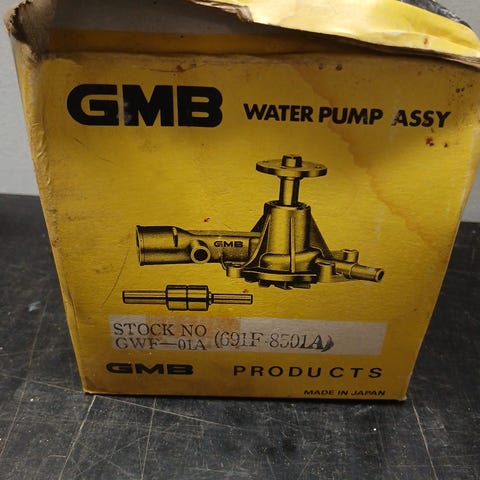 GMB WATER PUMP ASSY
GMB
STOCK NO
GWF-01A (691F-8501A)
GMB PRODUCTS
MADE IN JAPAN